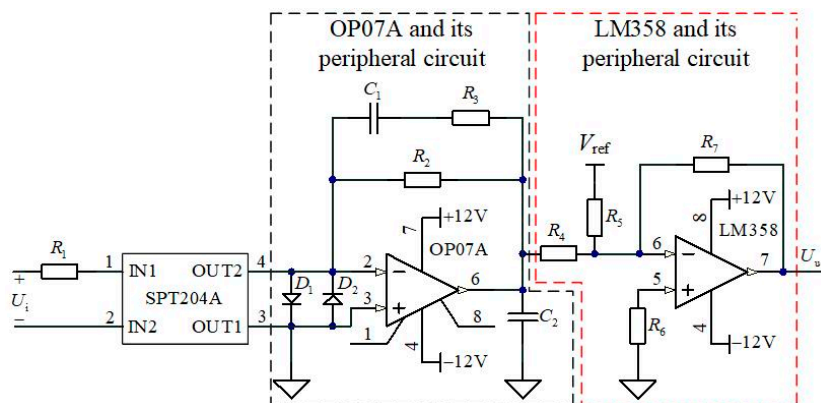 OP07A and its
peripheral circuit
LM358 and its
peripheral circuit
C1
R3
R2
Vref
R7
+12V
+12V
7
8
OP07A
LM358
R5
R4
R1
1
IN1
OUT2
4
2
6
6
7
Uu
Ui
SPT204A
D1
D2
3
5
2
IN2
OUT1
3
1
8
4
−12V
C2
R6
4
−12V
+
−
−
+
−
+